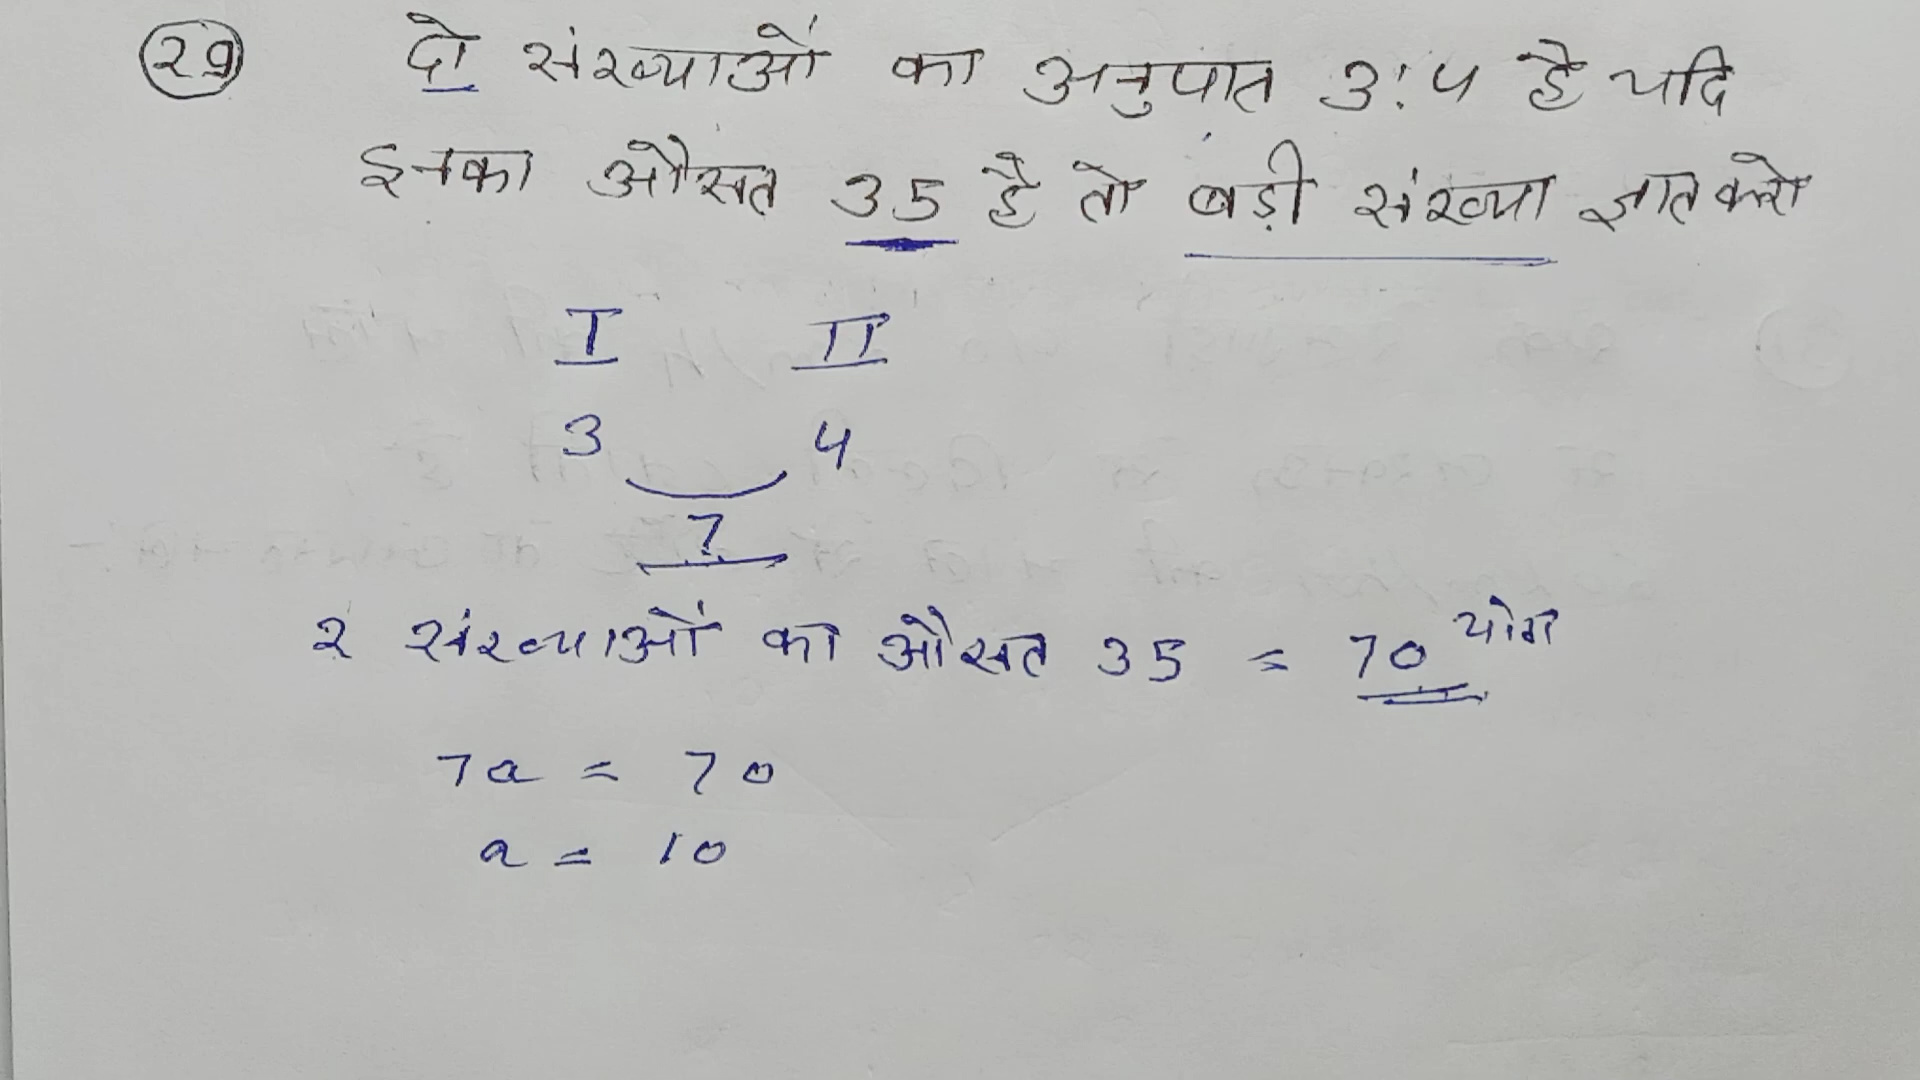 29 दो संख्याओं का अनुपात 3:4 है यदि
इनका औसत 35 है तो बड़ी संख्या ज्ञात करो
I II
3 4
7
2 संख्याओं का औसत 35 = 70 योग
7a = 70
a = 10